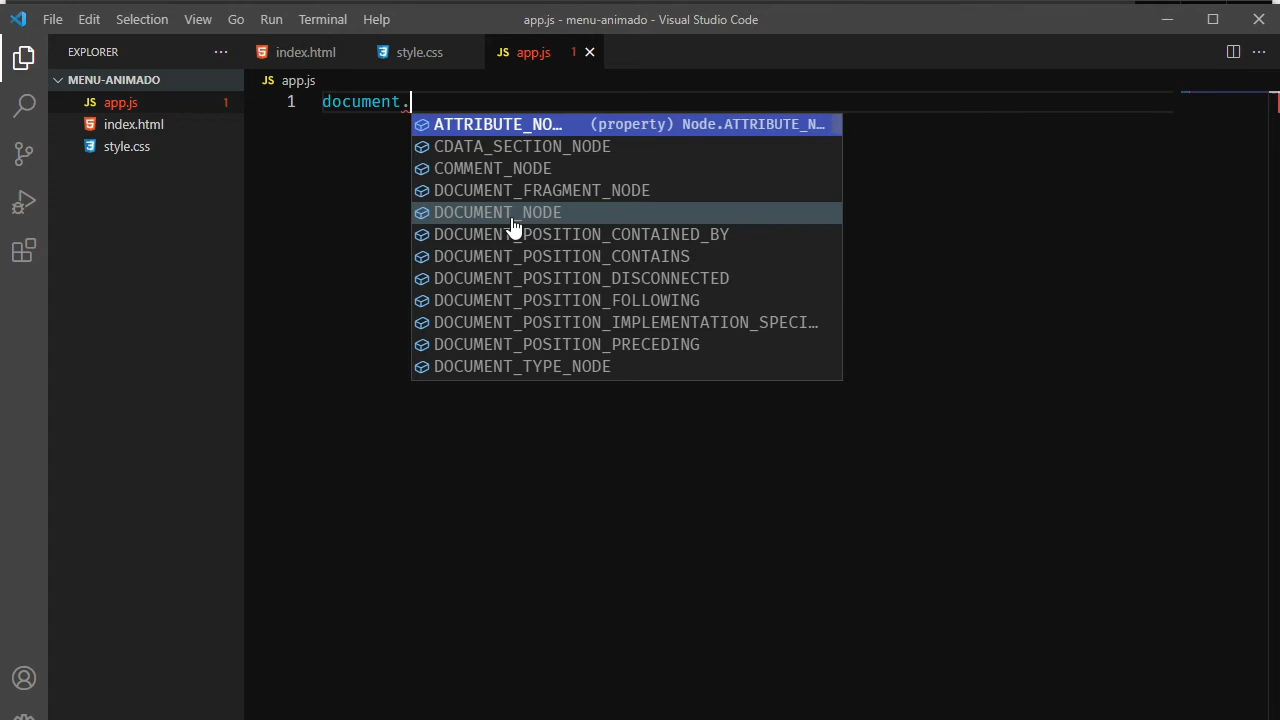 File Edit Selection View Go Run Terminal Help app.js - menu-animado - Visual Studio Code
EXPLORER
index.html
style.css
JS app.js 1
MENU-ANIMADO
JS app.js 1
index.html
style.css
JS app.js
1 document.
ATTRIBUTE_NO… (property) Node.ATTRIBUTE_N…
CDATA_SECTION_NODE
COMMENT_NODE
DOCUMENT_FRAGMENT_NODE
DOCUMENT_NODE
DOCUMENT_POSITION_CONTAINED_BY
DOCUMENT_POSITION_CONTAINS
DOCUMENT_POSITION_DISCONNECTED
DOCUMENT_POSITION_FOLLOWING
DOCUMENT_POSITION_IMPLEMENTATION_SPECI…
DOCUMENT_POSITION_PRECEDING
DOCUMENT_TYPE_NODE